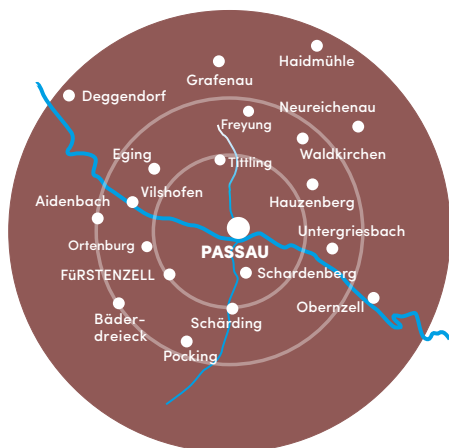 Haidmühle
Grafenau
Deggendorf
Neureichenau
Freyung
Waldkirchen
Eging
Tittling
Vilshofen
Hauzenberg
Aidenbach
Untergriesbach
Ortenburg
PASSAU
FüRSTENZELL
Schardenberg
Obernzell
Bäder-
dreieck
Schärding
Pocking